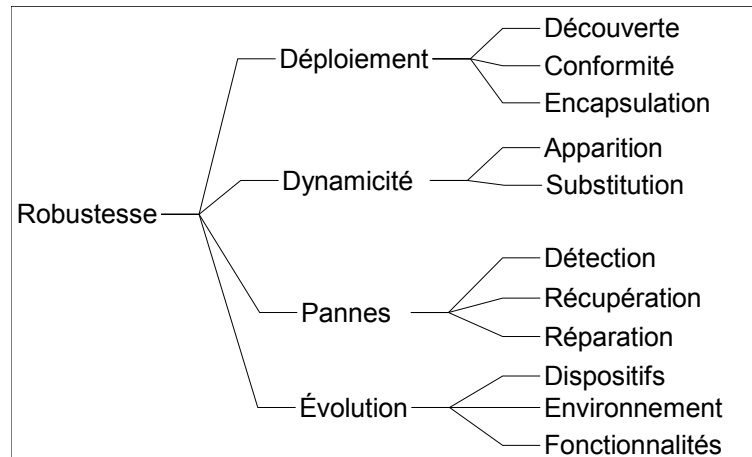 Robustesse
Déploiement
Découverte
Conformité
Encapsulation
Dynamicité
Apparition
Substitution
Pannes
Détection
Récupération
Réparation
Évolution
Dispositifs
Environnement
Fonctionnalités